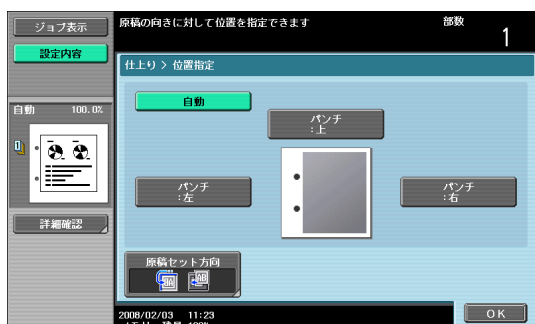 ジョブ表示
原稿の向きに対して位置を指定できます
部数
1
設定内容
仕上り > 位置指定
自動 100.0%
自動
パンチ
:上
パンチ
:左
パンチ
:右
詳細確認
原稿セット方向
2008/02/03 11:23
OK